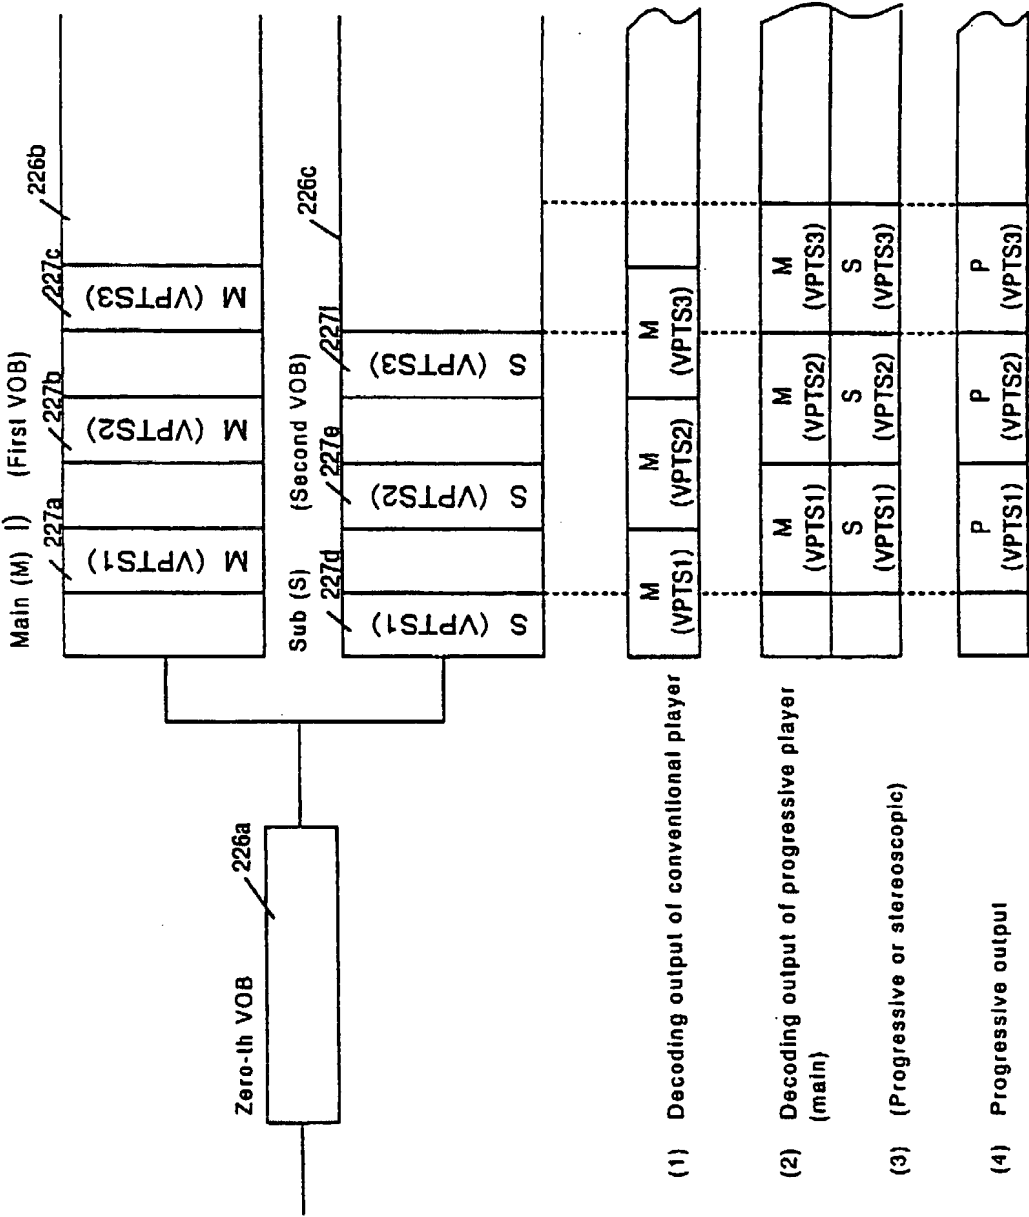 Main (M) I) (First VOB)
227a 227b 227c 226b
M (VPTS1) M (VPTS2) M (VPTS3)
Zero-th VOB
226a
Sub (S) (Second VOB)
227d 227e 227f 226c
S (VPTS1) S (VPTS2) S (VPTS3)
(1) Decoding output of conventional player
M
(VPTS1)
M
(VPTS2)
M
(VPTS3)
(2) Decoding output of progressive player
(main)
M
(VPTS1)
M
(VPTS2)
M
(VPTS3)
(3) (Progressive or stereoscopic)
S
(VPTS1)
S
(VPTS2)
S
(VPTS3)
(4) Progressive output
P
(VPTS1)
P
(VPTS2)
P
(VPTS3)